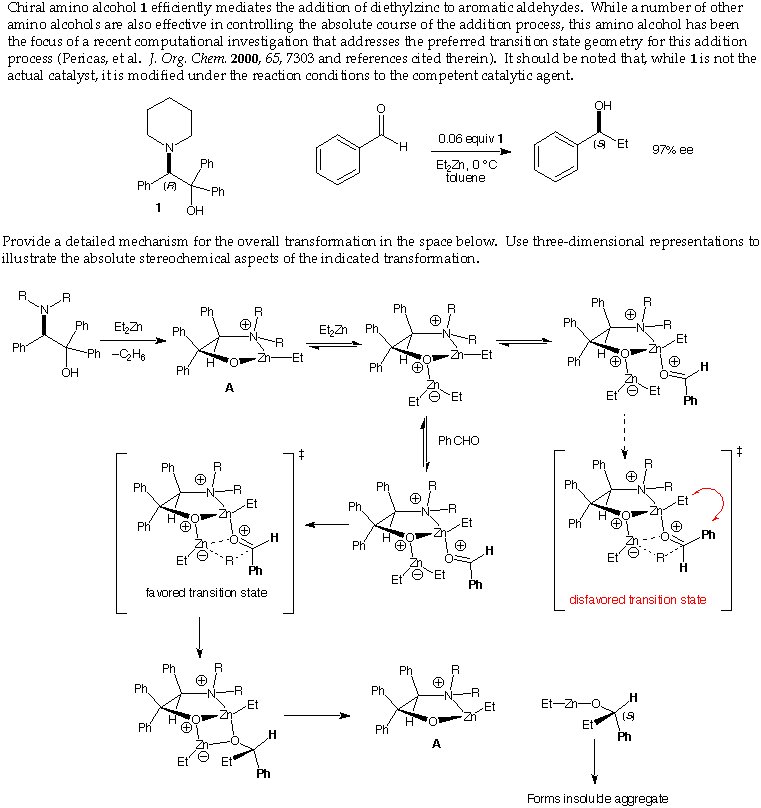 Chiral amino alcohol 1 efficiently mediates the addition of diethylzinc to aromatic aldehydes. While a number of other
amino alcohols are also effective in controlling the absolute course of the addition process, this amino alcohol has been
the focus of a recent computational investigation that addresses the preferred transition state geometry for this addition
process (Pericas, et al. J. Org. Chem. 2000, 65, 7303 and references cited therein). It should be noted that, while 1 is not the
actual catalyst, it is modified under the reaction conditions to the competent catalytic agent.
N
Ph
Ph
(R)
Ph
OH
1
O
H
0.06 equiv 1
Et2Zn, 0 °C
toluene
OH
(S)
Et
97% ee
Provide a detailed mechanism for the overall transformation in the space below. Use three-dimensional representations to
illustrate the absolute stereochemical aspects of the indicated transformation.
R N R
Ph
Ph
Ph
OH
Et2Zn
−C2H6
Ph
R
⊕
Ph
N R
H O Zn Et
Ph
A
Et2Zn
Ph
R
⊕
Ph
N R
H O Zn Et
Ph
⊕
Zn
Et ⊖ Et
Ph
R
⊕
Ph
N R
Et
H O Zn
Ph
⊕
⊕ H
Zn O
Et ⊖ Et
Ph
PhCHO
‡
Ph
R
⊕
Ph
N R
Et
H O Zn
Ph
⊕
⊕ H
Zn O
Et ⊖ R
Ph
favored transition state
Ph
R
⊕
Ph
N R
Et
H O Zn
Ph
⊕
⊕ H
Zn O
Et ⊖ Et
Ph
‡
Ph
R
⊕
Ph
N R
Et
H O Zn
Ph
⊕
⊕ Ph
Zn O
Et ⊖ R
H
disfavored transition state
Ph
R
⊕
Ph
N R
Et
H O Zn
Ph
⊕
Zn O H
Et ⊖ Et
Ph
Ph
R
⊕
Ph
N R
Et
H O Zn
Ph
A
Et−Zn−O H
(S)
Et
Ph
Forms insoluble aggregate